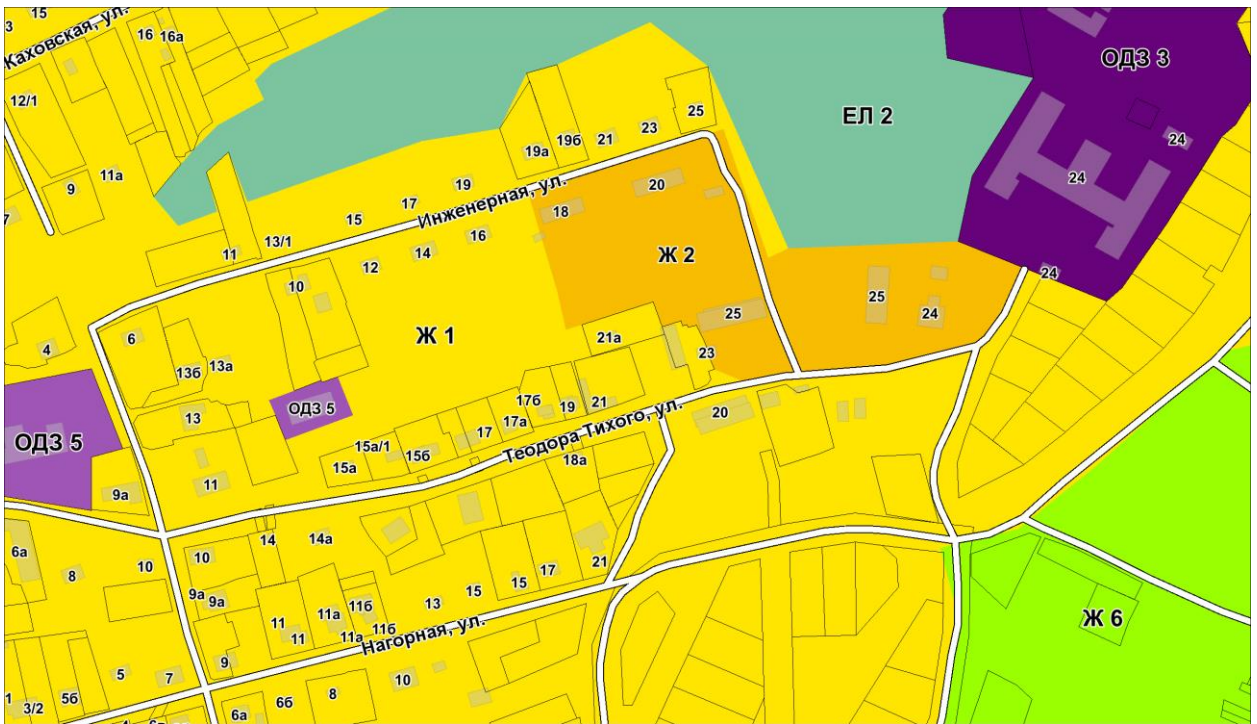 15
3
Каховская, ул.
16
16а
12/1
9
11а
7
ОДЗ 3
24
24
24
ЕЛ 2
25
23
21
19б
19а
19
17
15
Инженерная, ул.
13/1
11
20
18
16
14
12
10
Ж 2
25
25
24
24
Ж 1
21а
23
6
4
13б
13а
13
ОДЗ 5
ОДЗ 5
17б
19
21
17а
17
20
Теодора Тихого, ул.
15а/1
15б
15а
18а
11
9а
6а
8
10
10
14
14а
21
17
15
15
13
9а
9а
11
11
11а
11а
11б
11б
Нагорная, ул.
Ж 6
9
5
7
10
8
6б
6а
5б
3/2
1